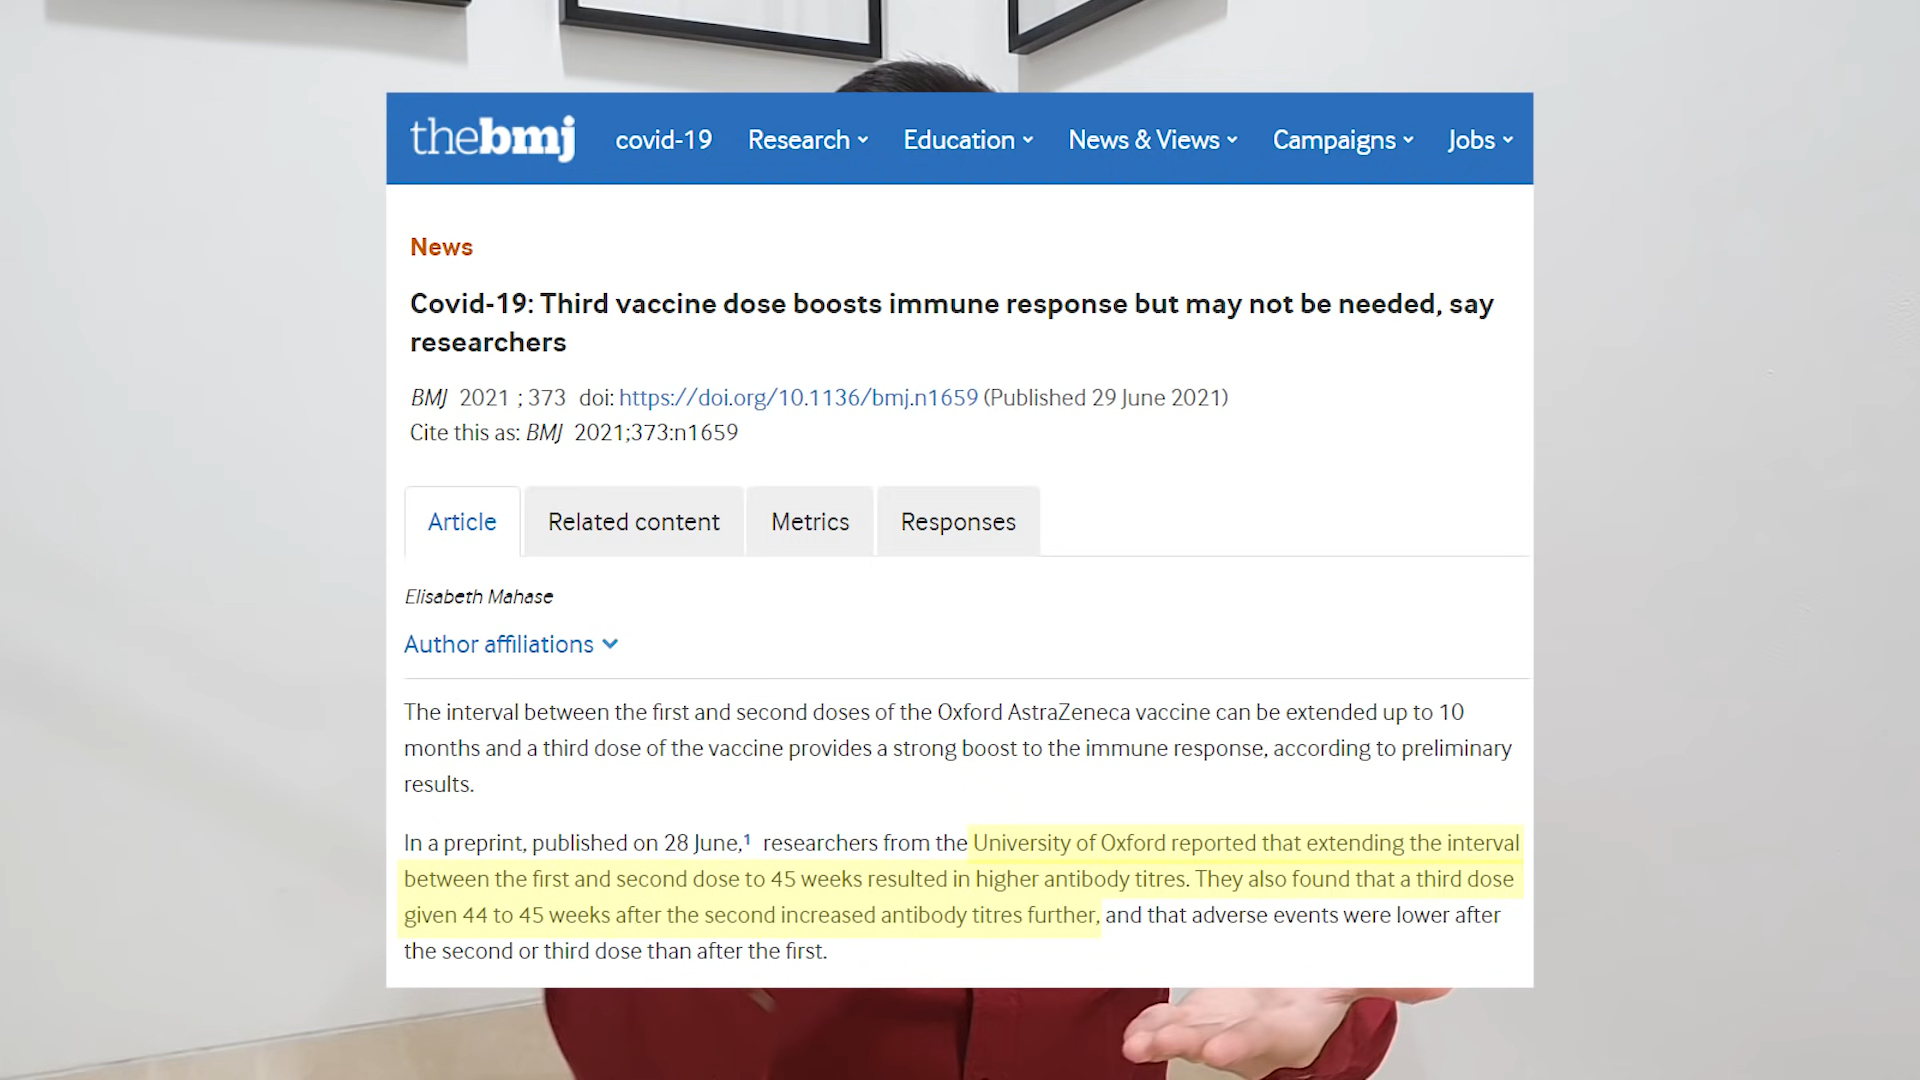 thebmj covid-19 Research Education News & Views Campaigns Jobs
News
Covid-19: Third vaccine dose boosts immune response but may not be needed, say
researchers
BMJ 2021 ; 373 doi: https://doi.org/10.1136/bmj.n1659 (Published 29 June 2021)
Cite this as: BMJ 2021;373:n1659
Article Related content Metrics Responses
Elisabeth Mahase
Author affiliations
The interval between the first and second doses of the Oxford AstraZeneca vaccine can be extended up to 10
months and a third dose of the vaccine provides a strong boost to the immune response, according to preliminary
results.
In a preprint, published on 28 June,1 researchers from the University of Oxford reported that extending the interval
between the first and second dose to 45 weeks resulted in higher antibody titres. They also found that a third dose
given 44 to 45 weeks after the second increased antibody titres further, and that adverse events were lower after
the second or third dose than after the first.